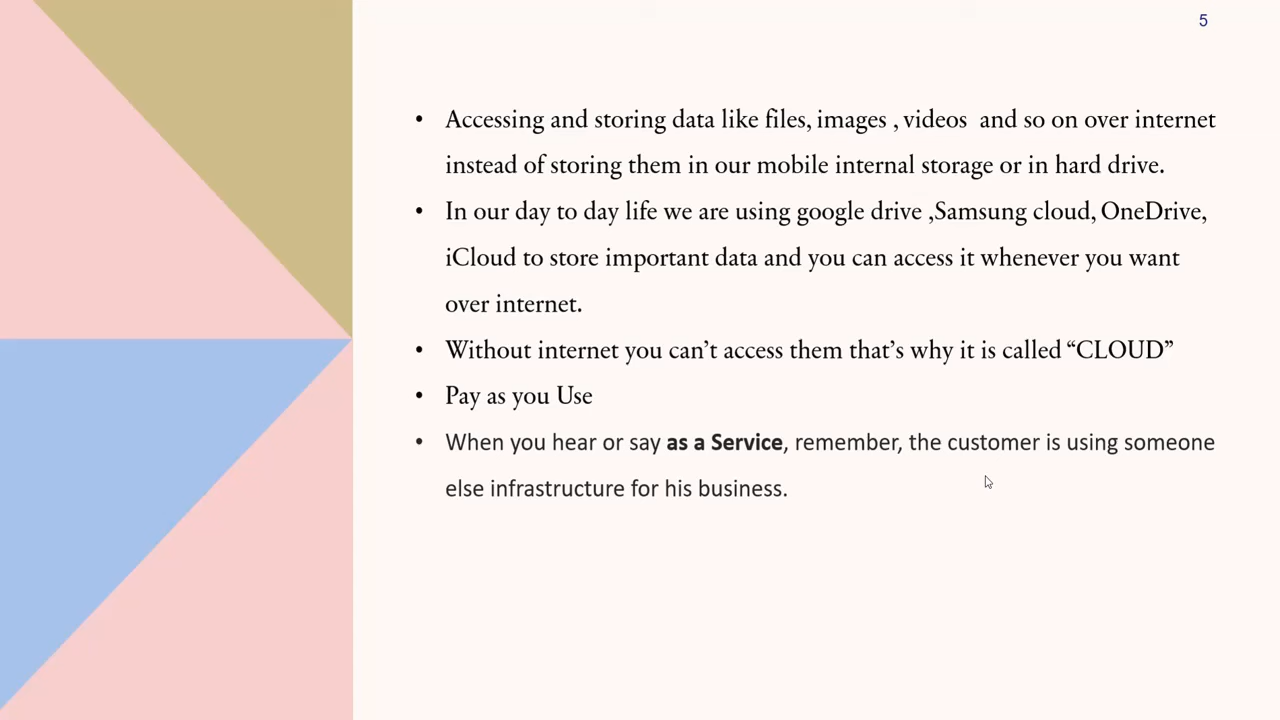 5
• Accessing and storing data like files, images , videos  and so on over internet
instead of storing them in our mobile internal storage or in hard drive.
• In our day to day life we are using google drive ,Samsung cloud, OneDrive,
iCloud to store important data and you can access it whenever you want
over internet.
• Without internet you can’t access them that’s why it is called “CLOUD”
• Pay as you Use
• When you hear or say as a Service, remember, the customer is using someone
else infrastructure for his business.